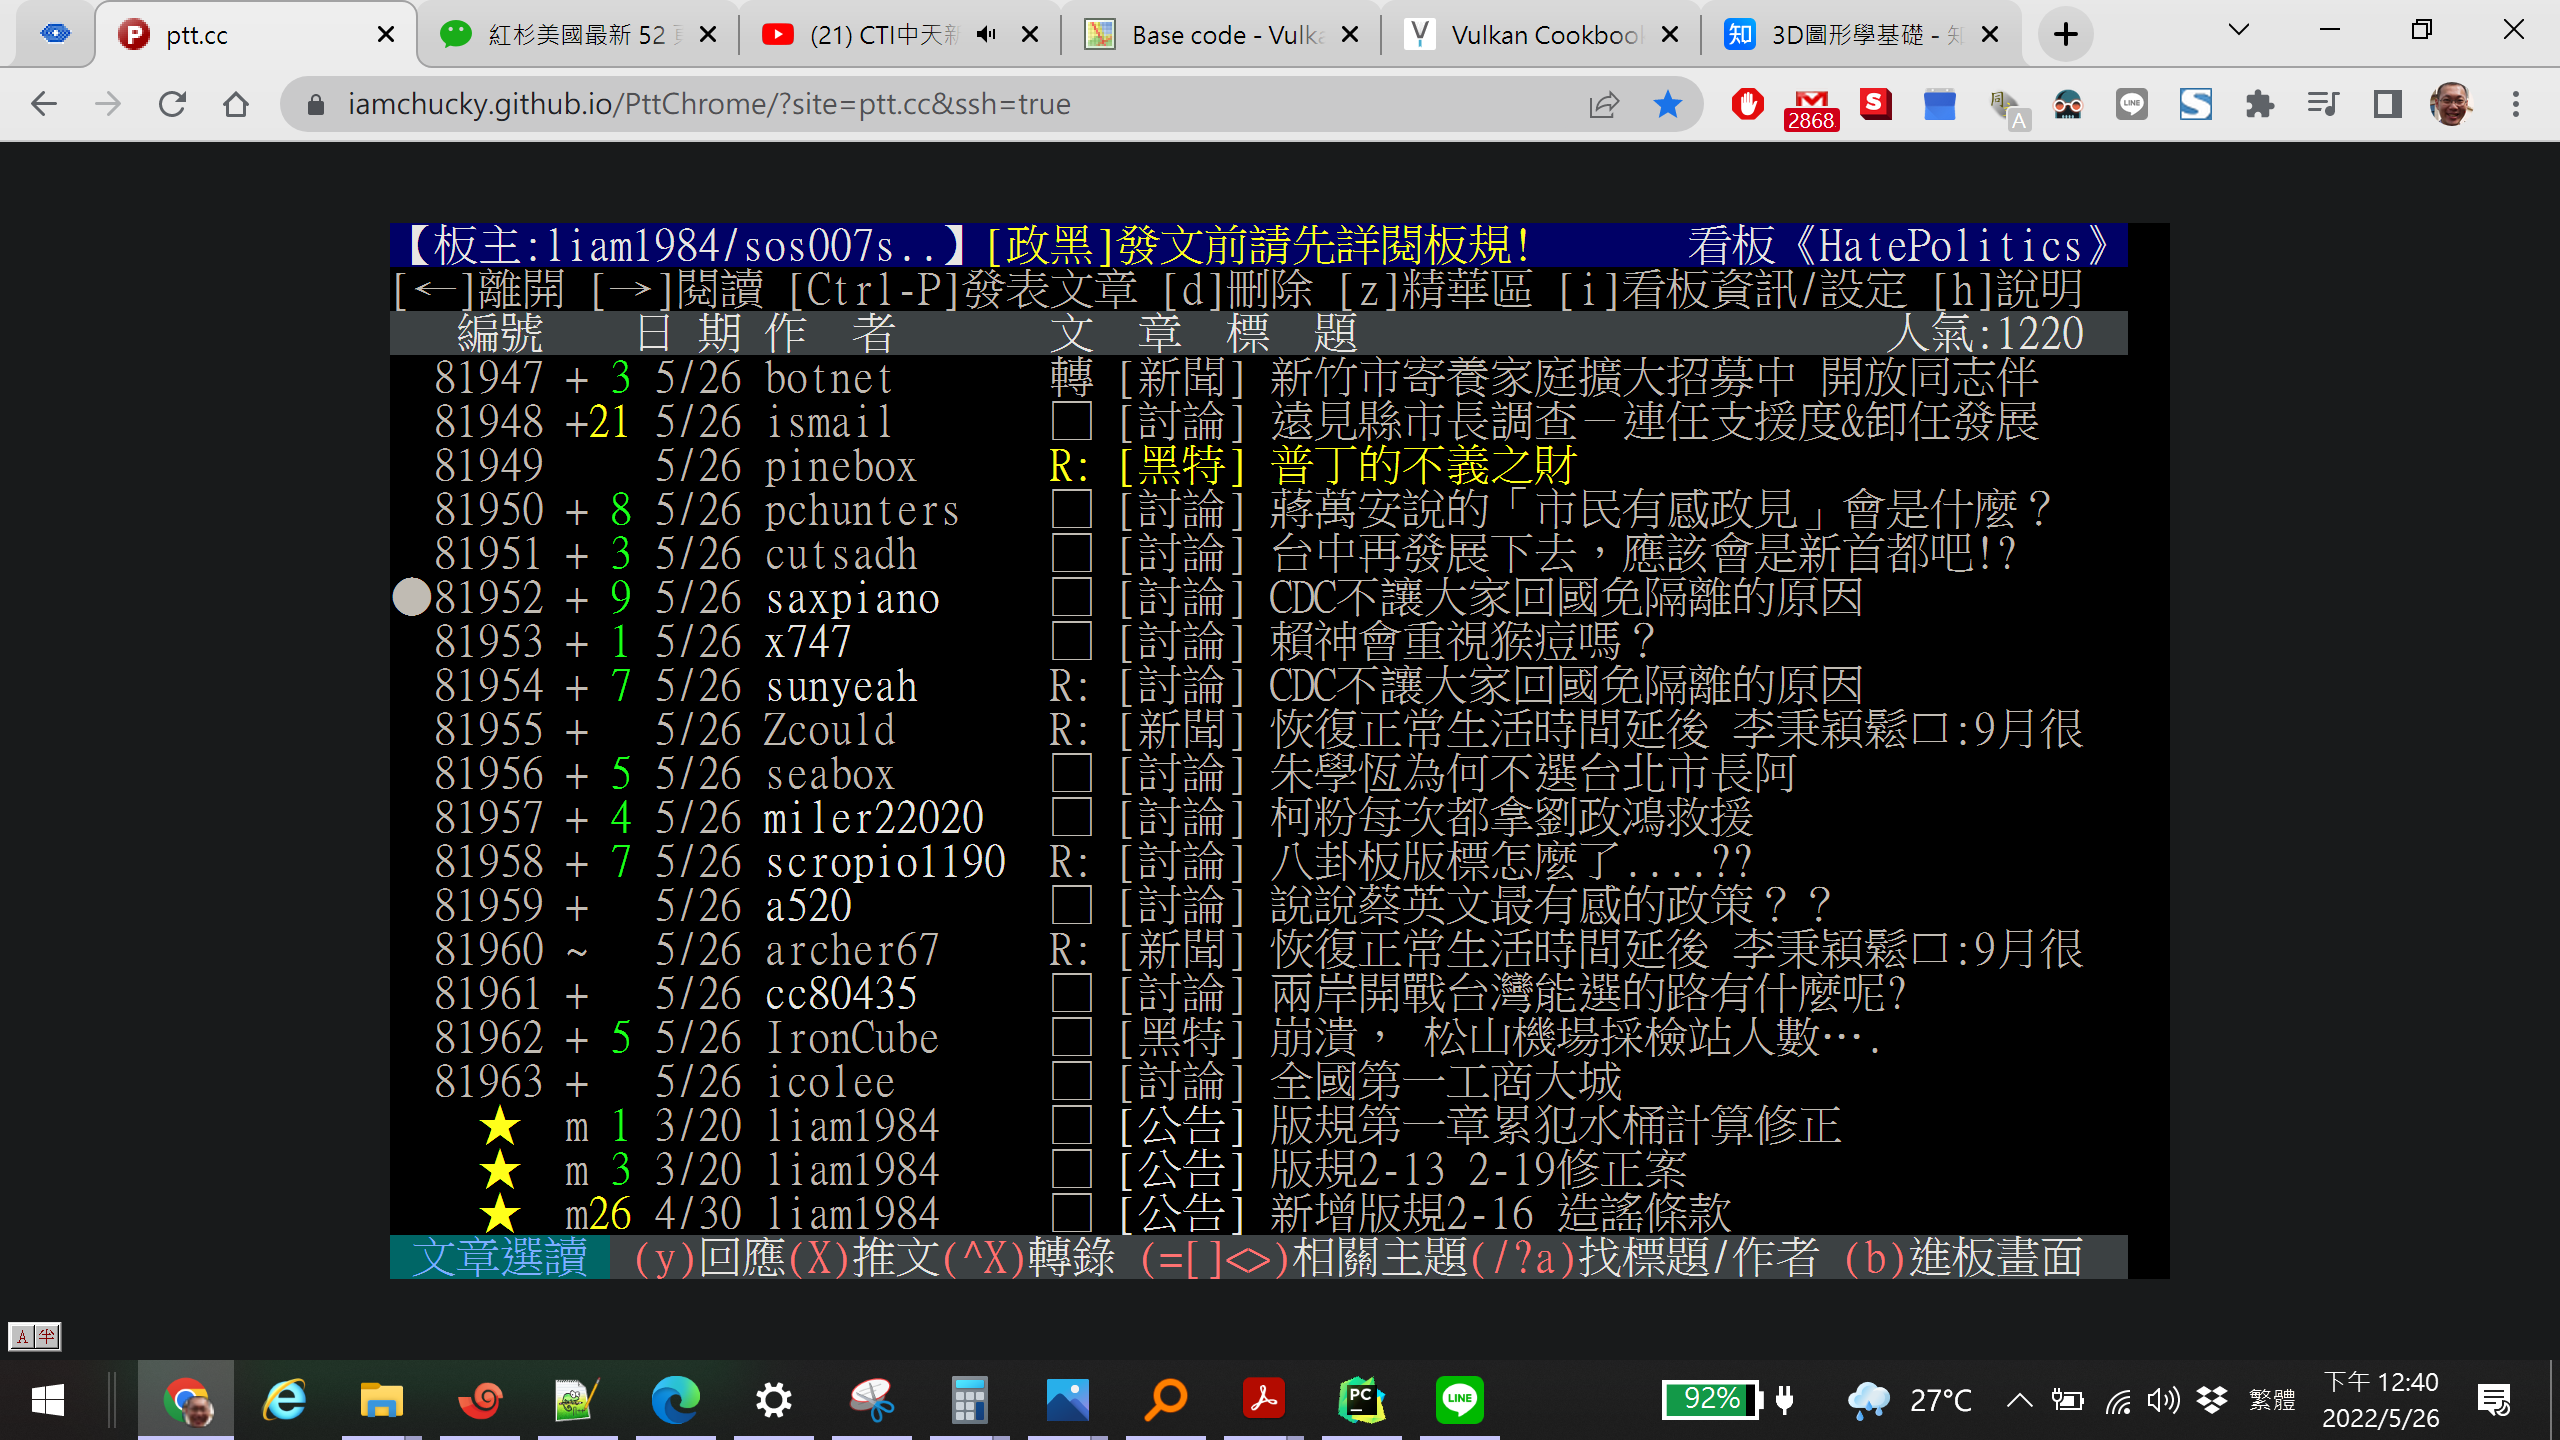 ptt.cc
紅杉美國最新 52
(21) CTI中天新
Base code - Vulka
Vulkan Cookbook
知
3D圖形學基礎 - 知
iamchucky.github.io/PttChrome/?site=ptt.cc&ssh=true
2868
A
【板主:liam1984/sos007s..】[政黑]發文前請先詳閱板規! 看板《HatePolitics》
[←]離開 [→]閱讀 [Ctrl-P]發表文章 [d]刪除 [z]精華區 [i]看板資訊/設定 [h]說明
編號 日 期 作 者 文 章 標 題 人氣:1220
81947 + 3 5/26 botnet 轉 [新聞] 新竹市寄養家庭擴大招募中 開放同志伴
81948 +21 5/26 ismail □ [討論] 遠見縣市長調查－連任支援度&卸任發展
81949 5/26 pinebox R: [黑特] 普丁的不義之財
81950 + 8 5/26 pchunters □ [討論] 蔣萬安說的「市民有感政見」會是什麼？
81951 + 3 5/26 cutsadh □ [討論] 台中再發展下去，應該會是新首都吧!?
●81952 + 9 5/26 saxpiano □ [討論] CDC不讓大家回國免隔離的原因
81953 + 1 5/26 x747 □ [討論] 賴神會重視猴痘嗎？
81954 + 7 5/26 sunyeah R: [討論] CDC不讓大家回國免隔離的原因
81955 + 5/26 Zcould R: [新聞] 恢復正常生活時間延後 李秉穎鬆口:9月很
81956 + 5 5/26 seabox □ [討論] 朱學恆為何不選台北市長阿
81957 + 4 5/26 miler22020 □ [討論] 柯粉每次都拿劉政鴻救援
81958 + 7 5/26 scropio1190 R: [討論] 八卦板版標怎麼了....??
81959 + 5/26 a520 □ [討論] 說說蔡英文最有感的政策？？
81960 ~ 5/26 archer67 R: [新聞] 恢復正常生活時間延後 李秉穎鬆口:9月很
81961 + 5/26 cc80435 □ [討論] 兩岸開戰台灣能選的路有什麼呢?
81962 + 5 5/26 IronCube □ [黑特] 崩潰， 松山機場採檢站人數….
81963 + 5/26 icolee □ [討論] 全國第一工商大城
★ m 1 3/20 liam1984 □ [公告] 版規第一章累犯水桶計算修正
★ m 3 3/20 liam1984 □ [公告] 版規2-13 2-19修正案
★ m26 4/30 liam1984 □ [公告] 新增版規2-16 造謠條款
文章選讀 (y)回應(X)推文(^X)轉錄 (=[]<>)相關主題(/?a)找標題/作者 (b)進板畫面
A 半
PC
LINE
92%
27°C
繁體
下午 12:40
2022/5/26